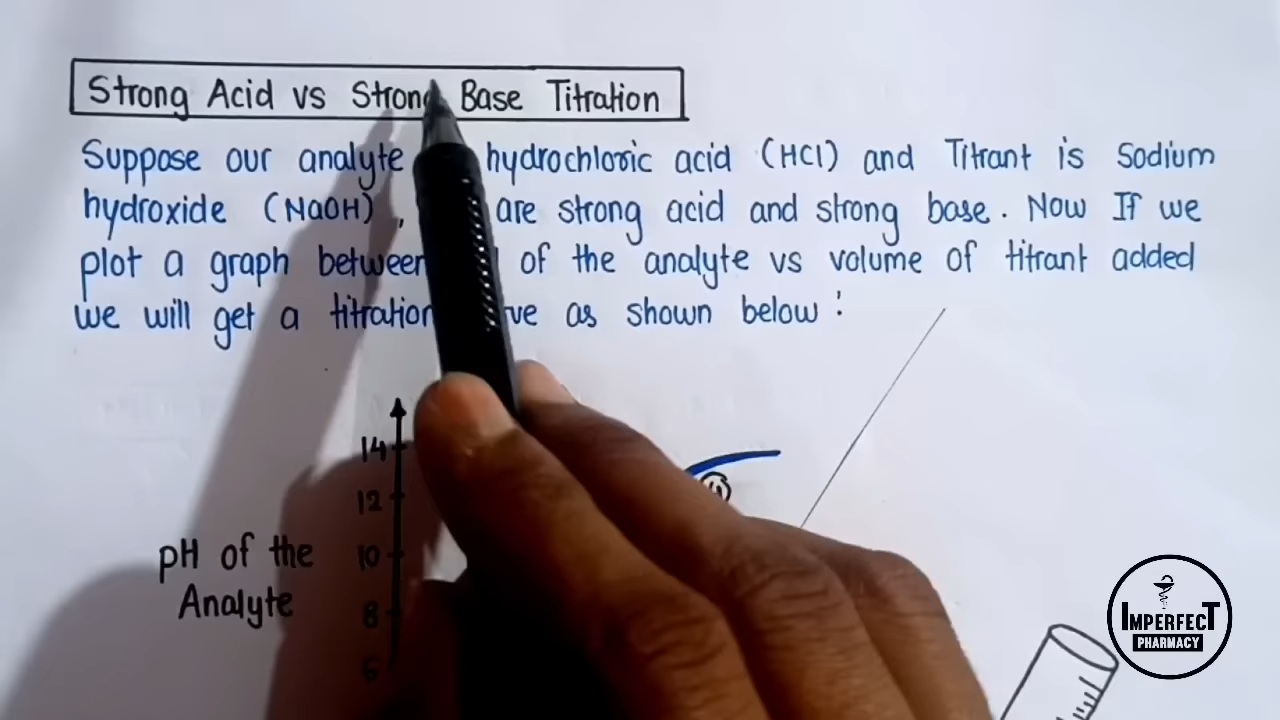 Strong Acid vs Strong Base Titration
Suppose our analyte hydrochloric acid (HCl) and Titrant is Sodium
hydroxide (NaOH), are strong acid and strong base. Now If we
plot a graph between of the analyte vs volume of titrant added
we will get a titration as shown below :
14
12
pH of the
Analyte
10
8
6
IMPERFECT
PHARMACY